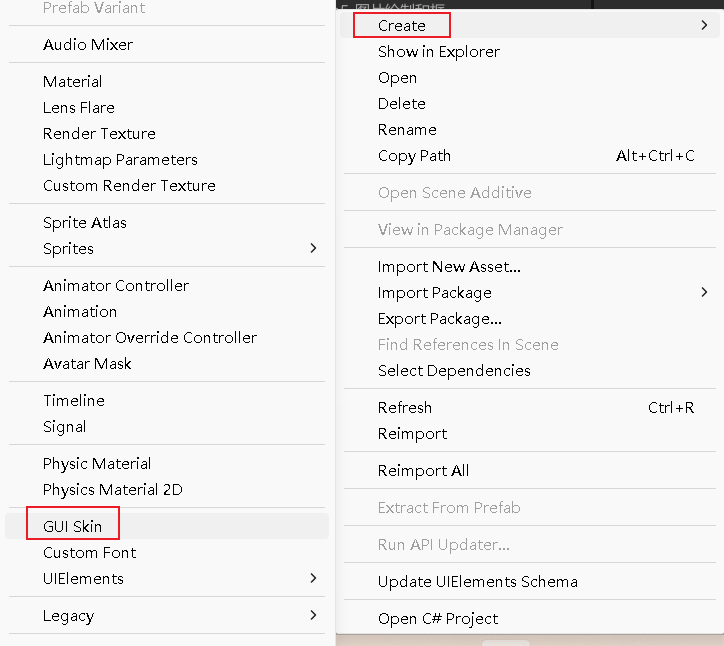 Prefab Variant
Audio Mixer
Material
Lens Flare
Render Texture
Lightmap Parameters
Custom Render Texture
Sprite Atlas
Sprites
Animator Controller
Animation
Animator Override Controller
Avatar Mask
Timeline
Signal
Physic Material
Physics Material 2D
GUI Skin
Custom Font
UIElements
Legacy
Create
Show in Explorer
Open
Delete
Rename
Copy Path Alt+Ctrl+C
Open Scene Additive
View in Package Manager
Import New Asset...
Import Package
Export Package...
Find References In Scene
Select Dependencies
Refresh Ctrl+R
Reimport
Reimport All
Extract From Prefab
Run API Updater...
Update UIElements Schema
Open C# Project